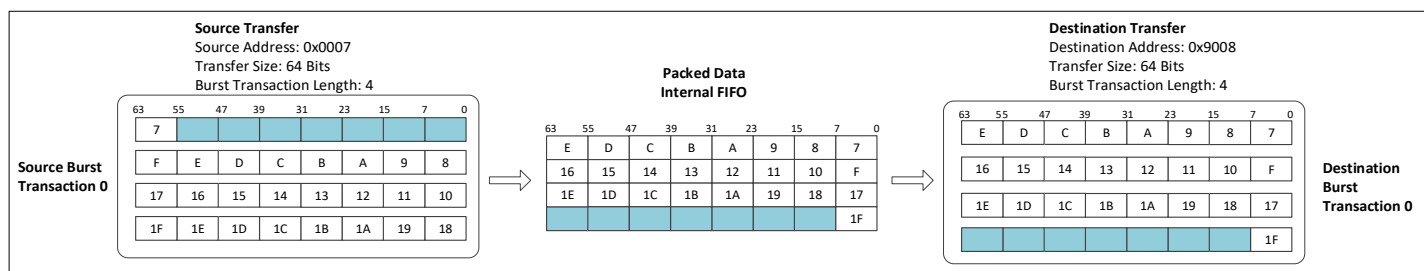 Source Transfer
Source Address: 0x0007
Transfer Size: 64 Bits
Burst Transaction Length: 4
63 55 47 39 31 23 15 7 0
7
F E D C B A 9 8
17 16 15 14 13 12 11 10
1F 1E 1D 1C 1B 1A 19 18
Source Burst
Transaction 0
Packed Data
Internal FIFO
63 55 47 39 31 23 15 7 0
E D C B A 9 8 7
16 15 14 13 12 11 10 F
1E 1D 1C 1B 1A 19 18 17
1F
Destination Transfer
Destination Address: 0x9008
Transfer Size: 64 Bits
Burst Transaction Length: 4
63 55 47 39 31 23 15 7 0
E D C B A 9 8 7
16 15 14 13 12 11 10 F
1E 1D 1C 1B 1A 19 18 17
1F
Destination
Burst
Transaction 0